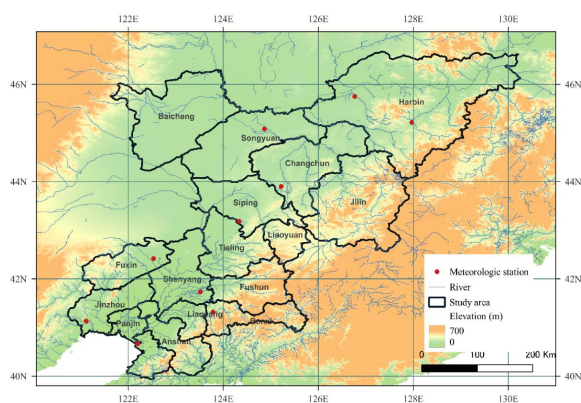 122E 124E 126E 128E 130E
46N 46N
Baicheng
Harbin
Songyuan
Changchun
44N 44N
Siping
Jilin
Liaoyuan
Tieling
42N 42N
Fuxin
Shenyang
Fushun
Jinzhou
Liaoyang
Panjin
Benxi
Anshan
40N 40N
Meteorologic station
River
Study area
Elevation (m)
700
0
0 100 200 Km
122E 124E 126E 128E 130E